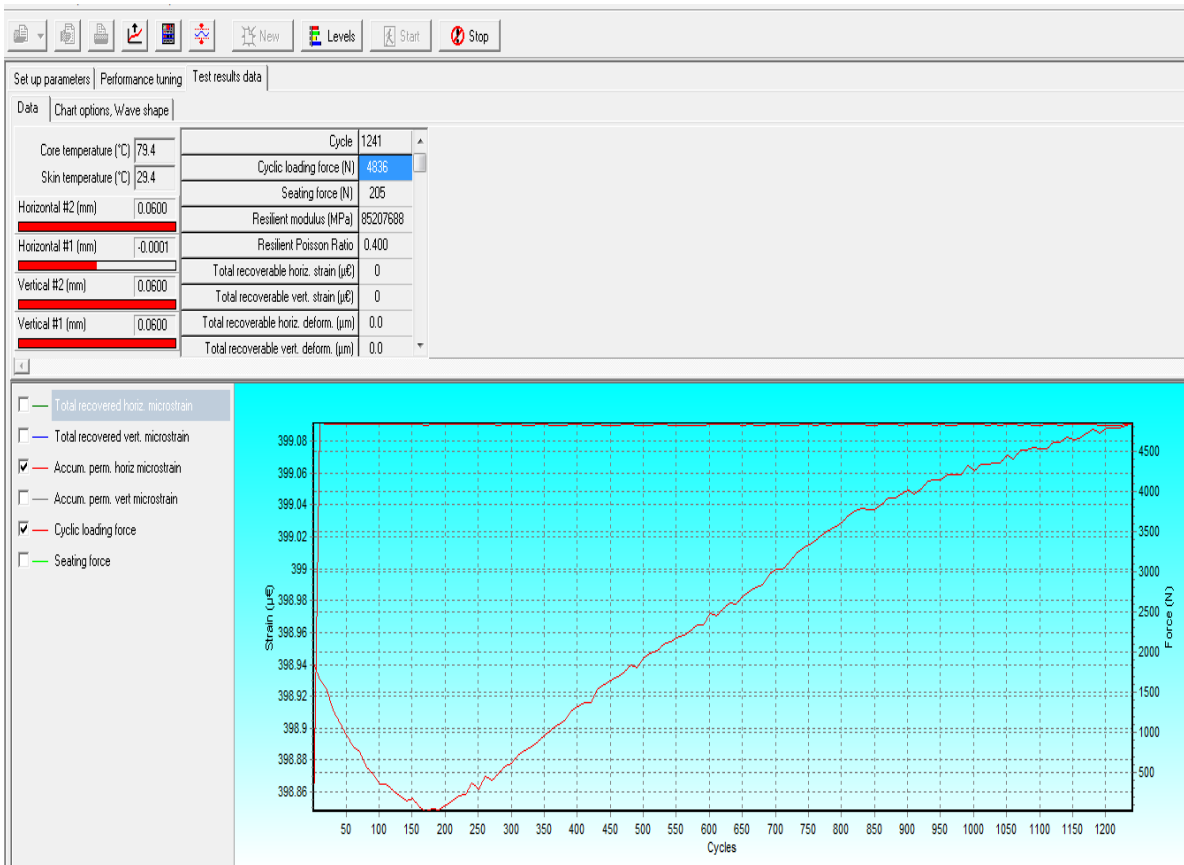 New Levels Start Stop
Set up parameters Performance tuning Test results data
Data Chart options, Wave shape
Core temperature (°C) 79.4
Skin temperature (°C) 29.4
Horizontal #2 (mm) 0.0600
Horizontal #1 (mm) -0.0001
Vertical #2 (mm) 0.0600
Vertical #1 (mm) 0.0600
Cycle 1241
Cyclic loading force (N) 4836
Seating force (N) 205
Resilient modulus (MPa) 85207688
Resilient Poisson Ratio 0.400
Total recoverable horiz. strain (µ€) 0
Total recoverable vert. strain (µ€) 0
Total recoverable horiz. deform. (µm) 0.0
Total recoverable vert. deform. (µm) 0.0
Total recovered horiz. microstrain
Total recovered vert. microstrain
Accum. perm. horiz microstrain
Accum. perm. vert microstrain
Cyclic loading force
Seating force
Strain (µ€)
399.08
399.06
399.04
399.02
399
398.98
398.96
398.94
398.92
398.9
398.88
398.86
4500
4000
3500
3000
2500
2000
1500
1000
500
Force (N)
50 100 150 200 250 300 350 400 450 500 550 600 650 700 750 800 850 900 950 1000 1050 1100 1150 1200
Cycles